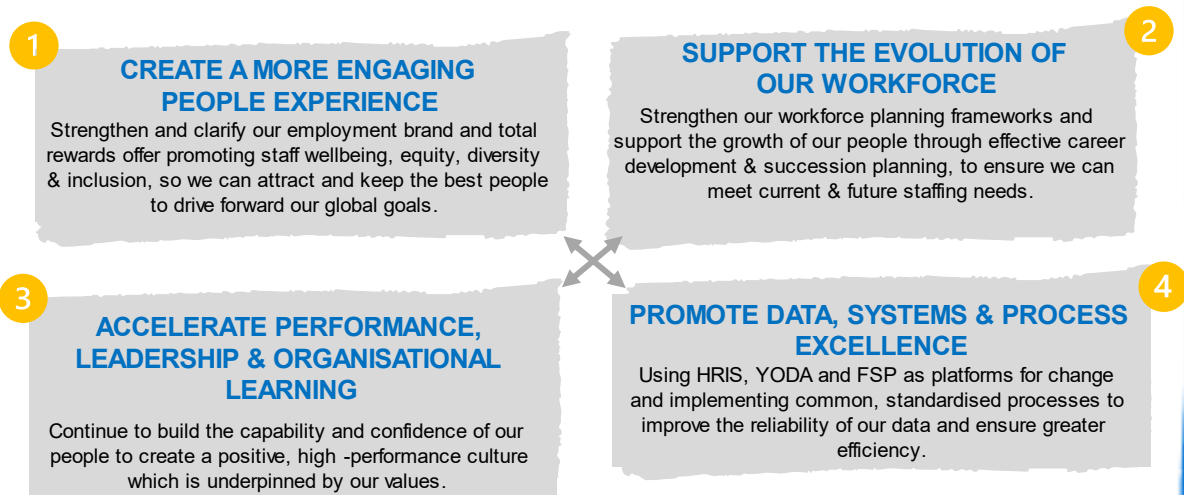 1
CREATE A MORE ENGAGING
PEOPLE EXPERIENCE
Strengthen and clarify our employment brand and total
rewards offer promoting staff wellbeing, equity, diversity
& inclusion, so we can attract and keep the best people
to drive forward our global goals.
2
SUPPORT THE EVOLUTION OF
OUR WORKFORCE
Strengthen our workforce planning frameworks and
support the growth of our people through effective career
development & succession planning, to ensure we can
meet current & future staffing needs.
3
ACCELERATE PERFORMANCE,
LEADERSHIP & ORGANISATIONAL
LEARNING
Continue to build the capability and confidence of our
people to create a positive, high -performance culture
which is underpinned by our values.
4
PROMOTE DATA, SYSTEMS & PROCESS
EXCELLENCE
Using HRIS, YODA and FSP as platforms for change
and implementing common, standardised processes to
improve the reliability of our data and ensure greater
efficiency.